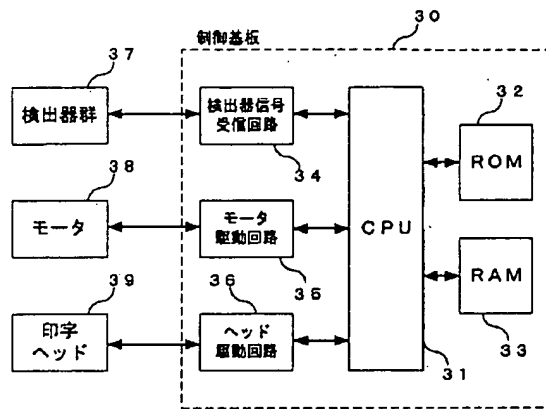 30
制御基板
37
検出器群
検出器信号
受信回路
34
32
ROM
38
モータ
モータ
駆動回路
35
CPU
RAM
33
31
39
印字
ヘッド
36
ヘッド
駆動回路